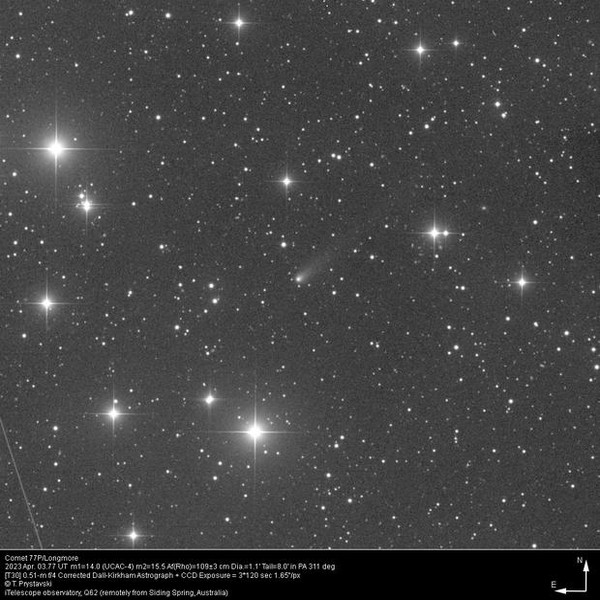 Comet 77P/Longmore
2023 Apr. 03.77 UT m1=14.0 (UCAC-4) m2=15.5 Af(Rho)=109±3 cm Dia.=1.1' Tail=8.0' in PA 311 deg
[T30] 0.51-m f/4 Corrected Dall-Kirkham Astrograph + CCD Exposure = 3*120 sec 1.65"/px
© T. Prystavski
iTelescope observatory, Q62 (remotely from Siding Spring, Australia)
N
E